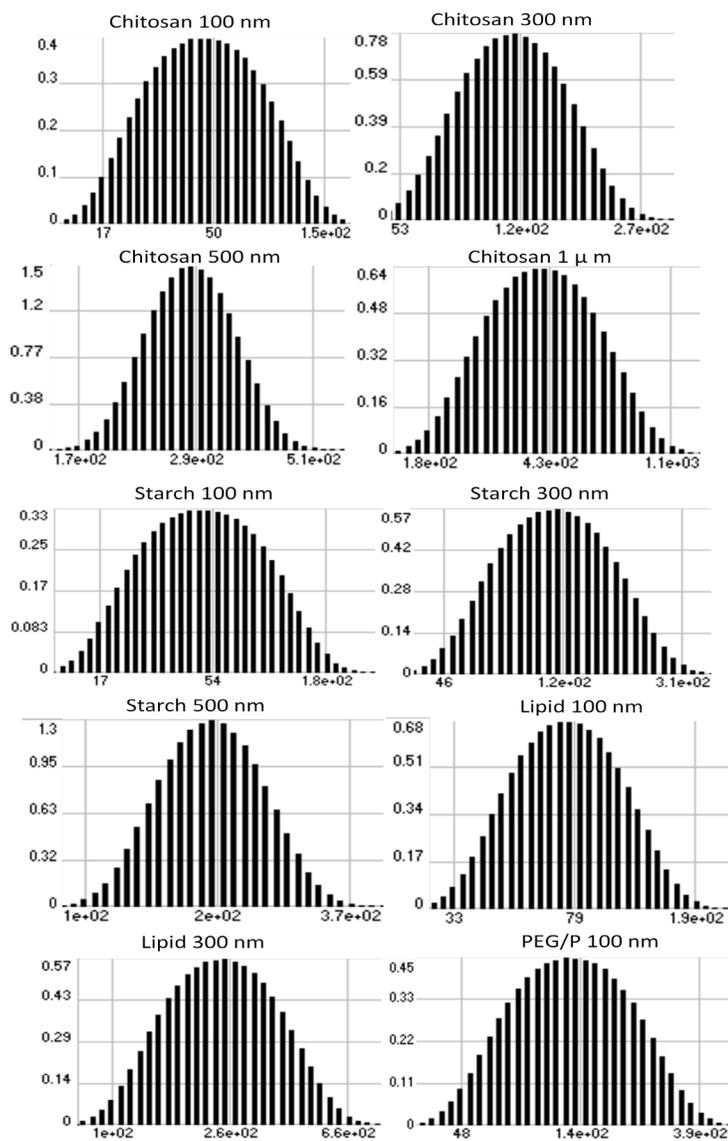 Chitosan 100 nm
0.4
0.3
0.2
0.1
0
17 50 1.5e+02
Chitosan 300 nm
0.78
0.59
0.39
0.2
0
53 1.2e+02 2.7e+02
Chitosan 500 nm
1.5
1.2
0.77
0.38
0
1.7e+02 2.9e+02 5.1e+02
Chitosan 1 µ m
0.64
0.48
0.32
0.16
0
1.8e+02 4.3e+02 1.1e+03
Starch 100 nm
0.33
0.25
0.17
0.083
0
17 54 1.8e+02
Starch 300 nm
0.57
0.42
0.28
0.14
0
46 1.2e+02 3.1e+02
Starch 500 nm
1.3
0.95
0.63
0.32
0
1e+02 2e+02 3.7e+02
Lipid 100 nm
0.68
0.51
0.34
0.17
0
33 79 1.9e+02
Lipid 300 nm
0.57
0.43
0.29
0.14
0
1e+02 2.6e+02 6.6e+02
PEG/P 100 nm
0.45
0.33
0.22
0.11
0
48 1.4e+02 3.9e+02